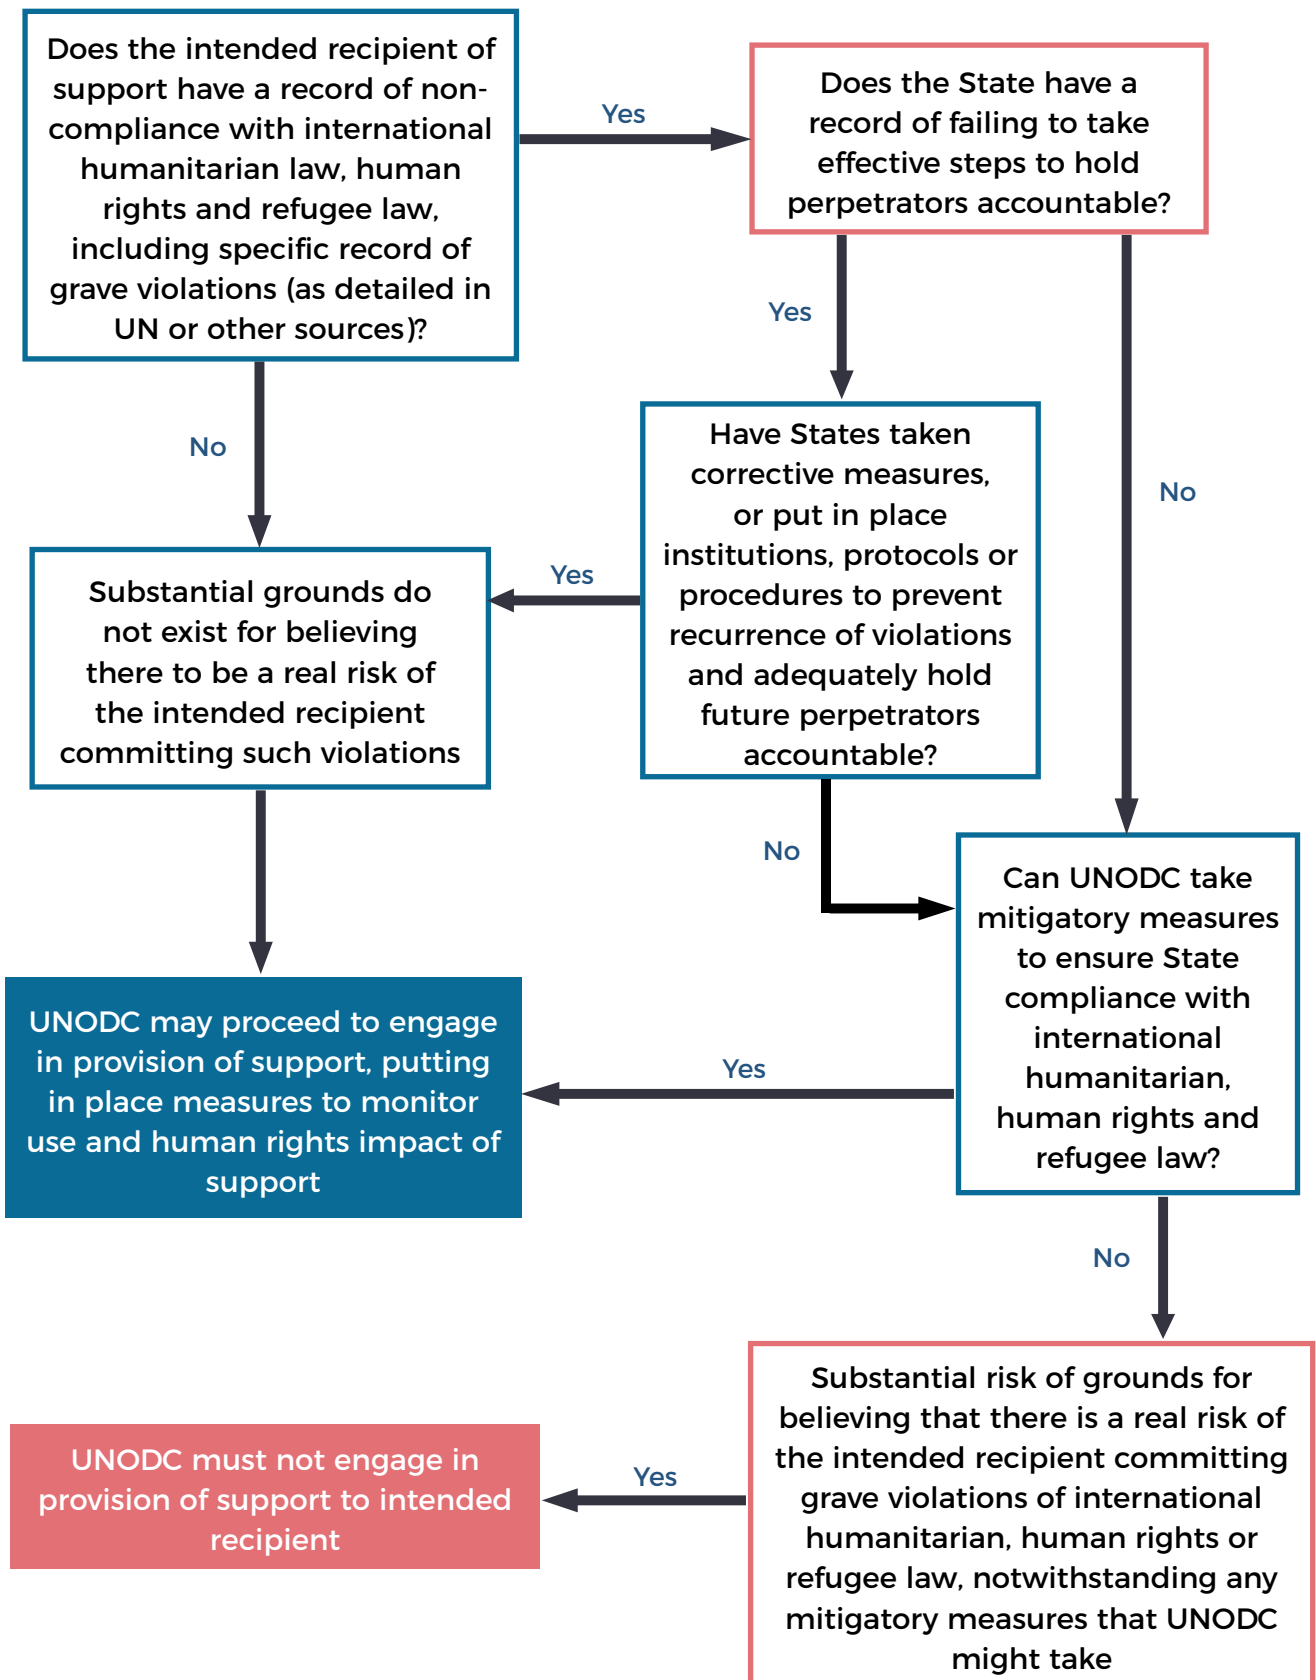 Does the intended recipient of
support have a record of non-
compliance with international
humanitarian law, human
rights and refugee law,
including specific record of
grave violations (as detailed in
UN or other sources)?
Yes
Does the State have a
record of failing to take
effective steps to hold
perpetrators accountable?
No
Yes
No
Have States taken
corrective measures,
or put in place
institutions, protocols or
procedures to prevent
recurrence of violations
and adequately hold
future perpetrators
accountable?
Yes
Substantial grounds do
not exist for believing
there to be a real risk of
the intended recipient
committing such violations
No
Can UNODC take
mitigatory measures
to ensure State
compliance with
international
humanitarian,
human rights and
refugee law?
Yes
UNODC may proceed to engage
in provision of support, putting
in place measures to monitor
use and human rights impact of
support
No
Substantial risk of grounds for
believing that there is a real risk of
the intended recipient committing
grave violations of international
humanitarian, human rights or
refugee law, notwithstanding any
mitigatory measures that UNODC
might take
Yes
UNODC must not engage in
provision of support to intended
recipient